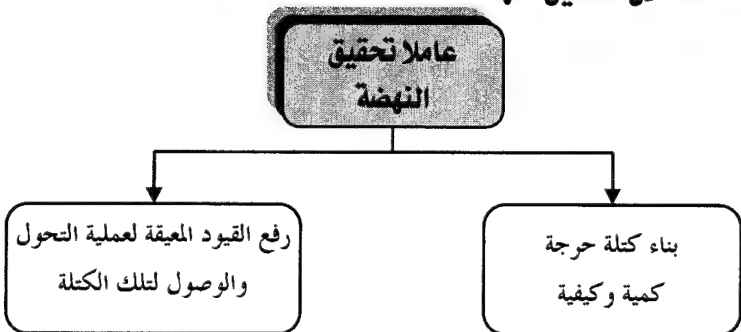 عاملا تحقيق
النهضة
بناء كتلة حرجة
كمية وكيفية
رفع القيود المعيقة لعملية التحول
والوصول لتلك الكتلة